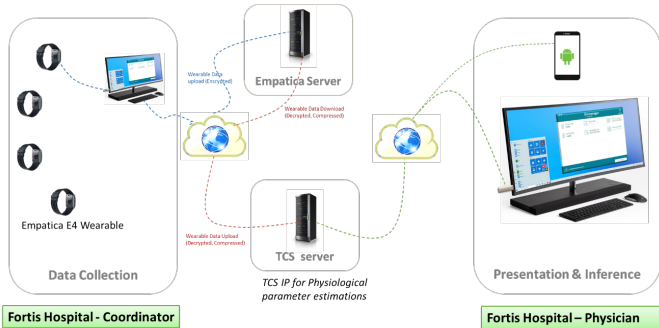 Wearable Data
upload (Encrypted)
Empatica Server
Wearable Data Download
(Decrypted, Compressed)
Empatica E4 Wearable
Wearable Data Upload
(Decrypted, Compressed)
TCS server
Data Collection
TCS IP for Physiological
parameter estimations
Presentation & Inference
Fortis Hospital - Coordinator
Fortis Hospital – Physician